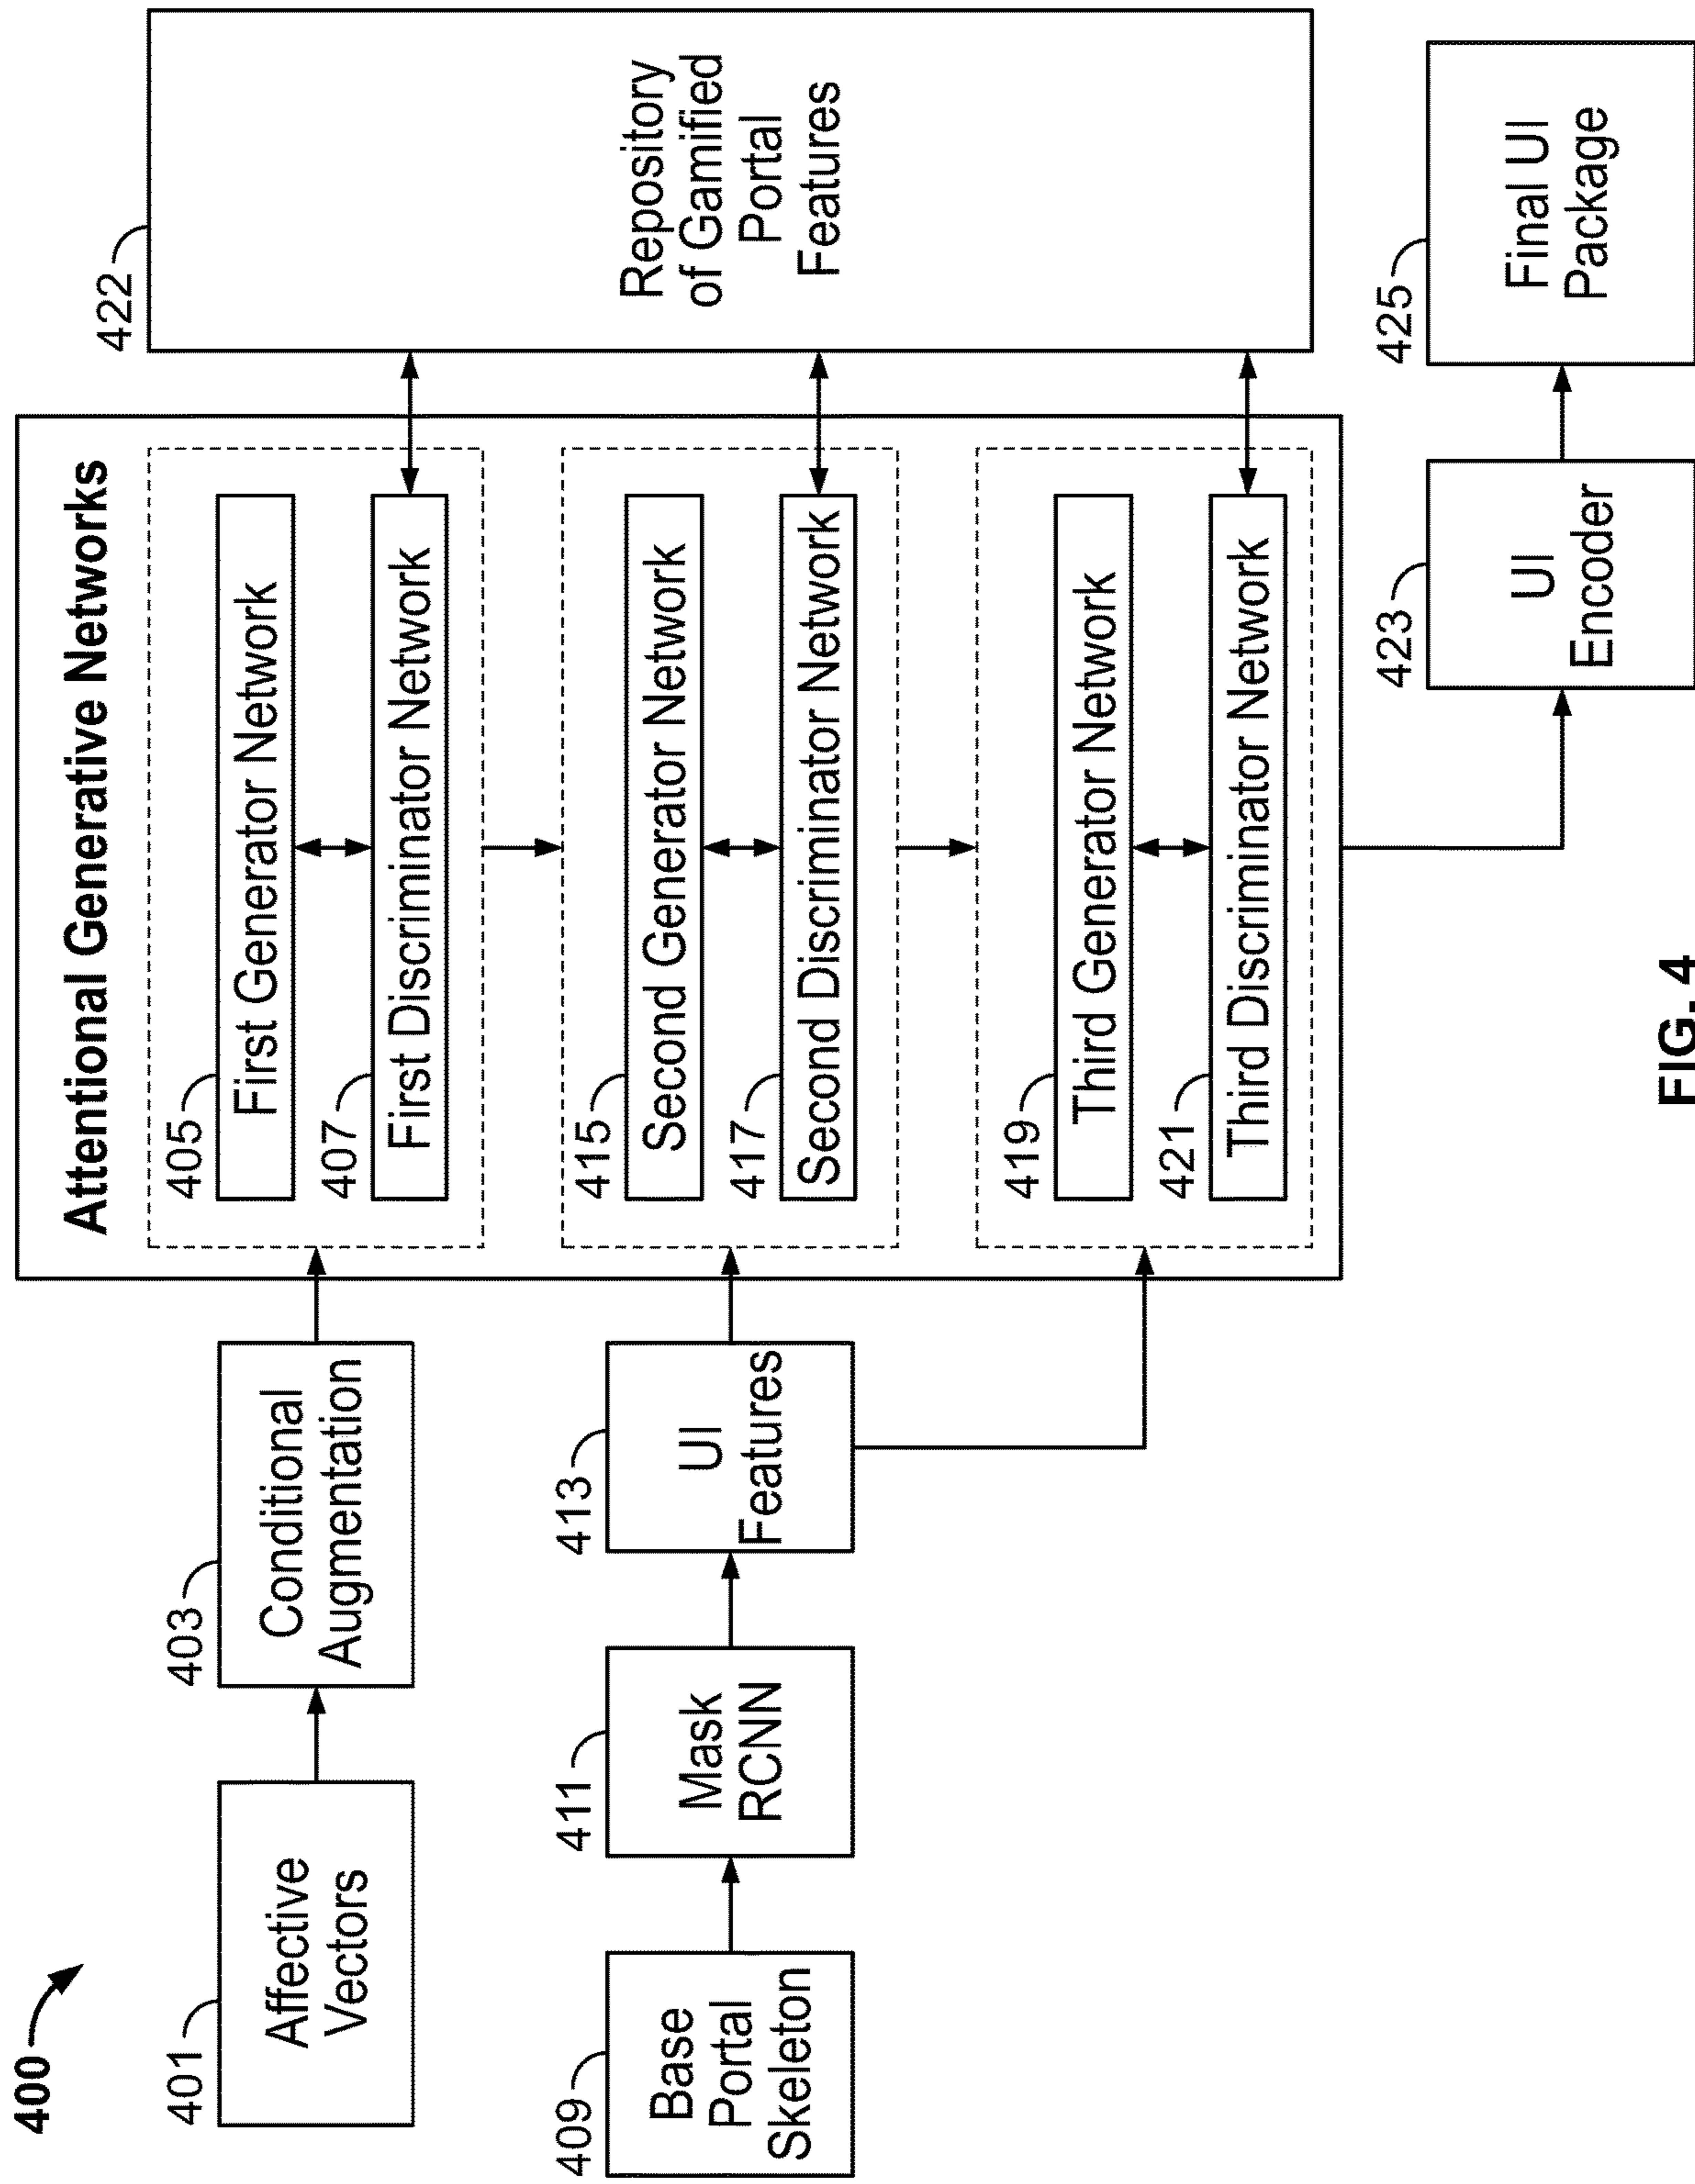 400
401
Affective
Vectors
403
Conditional
Augmentation
409
Base
Portal
Skeleton
411
Mask
RCNN
413
UI
Features
Attentional Generative Networks
405
First Generator Network
407
First Discriminator Network
415
Second Generator Network
417
Second Discriminator Network
419
Third Generator Network
421
Third Discriminator Network
422
Repository
of Gamified
Portal
Features
423
UI
Encoder
425
Final UI
Package
FIG. 4